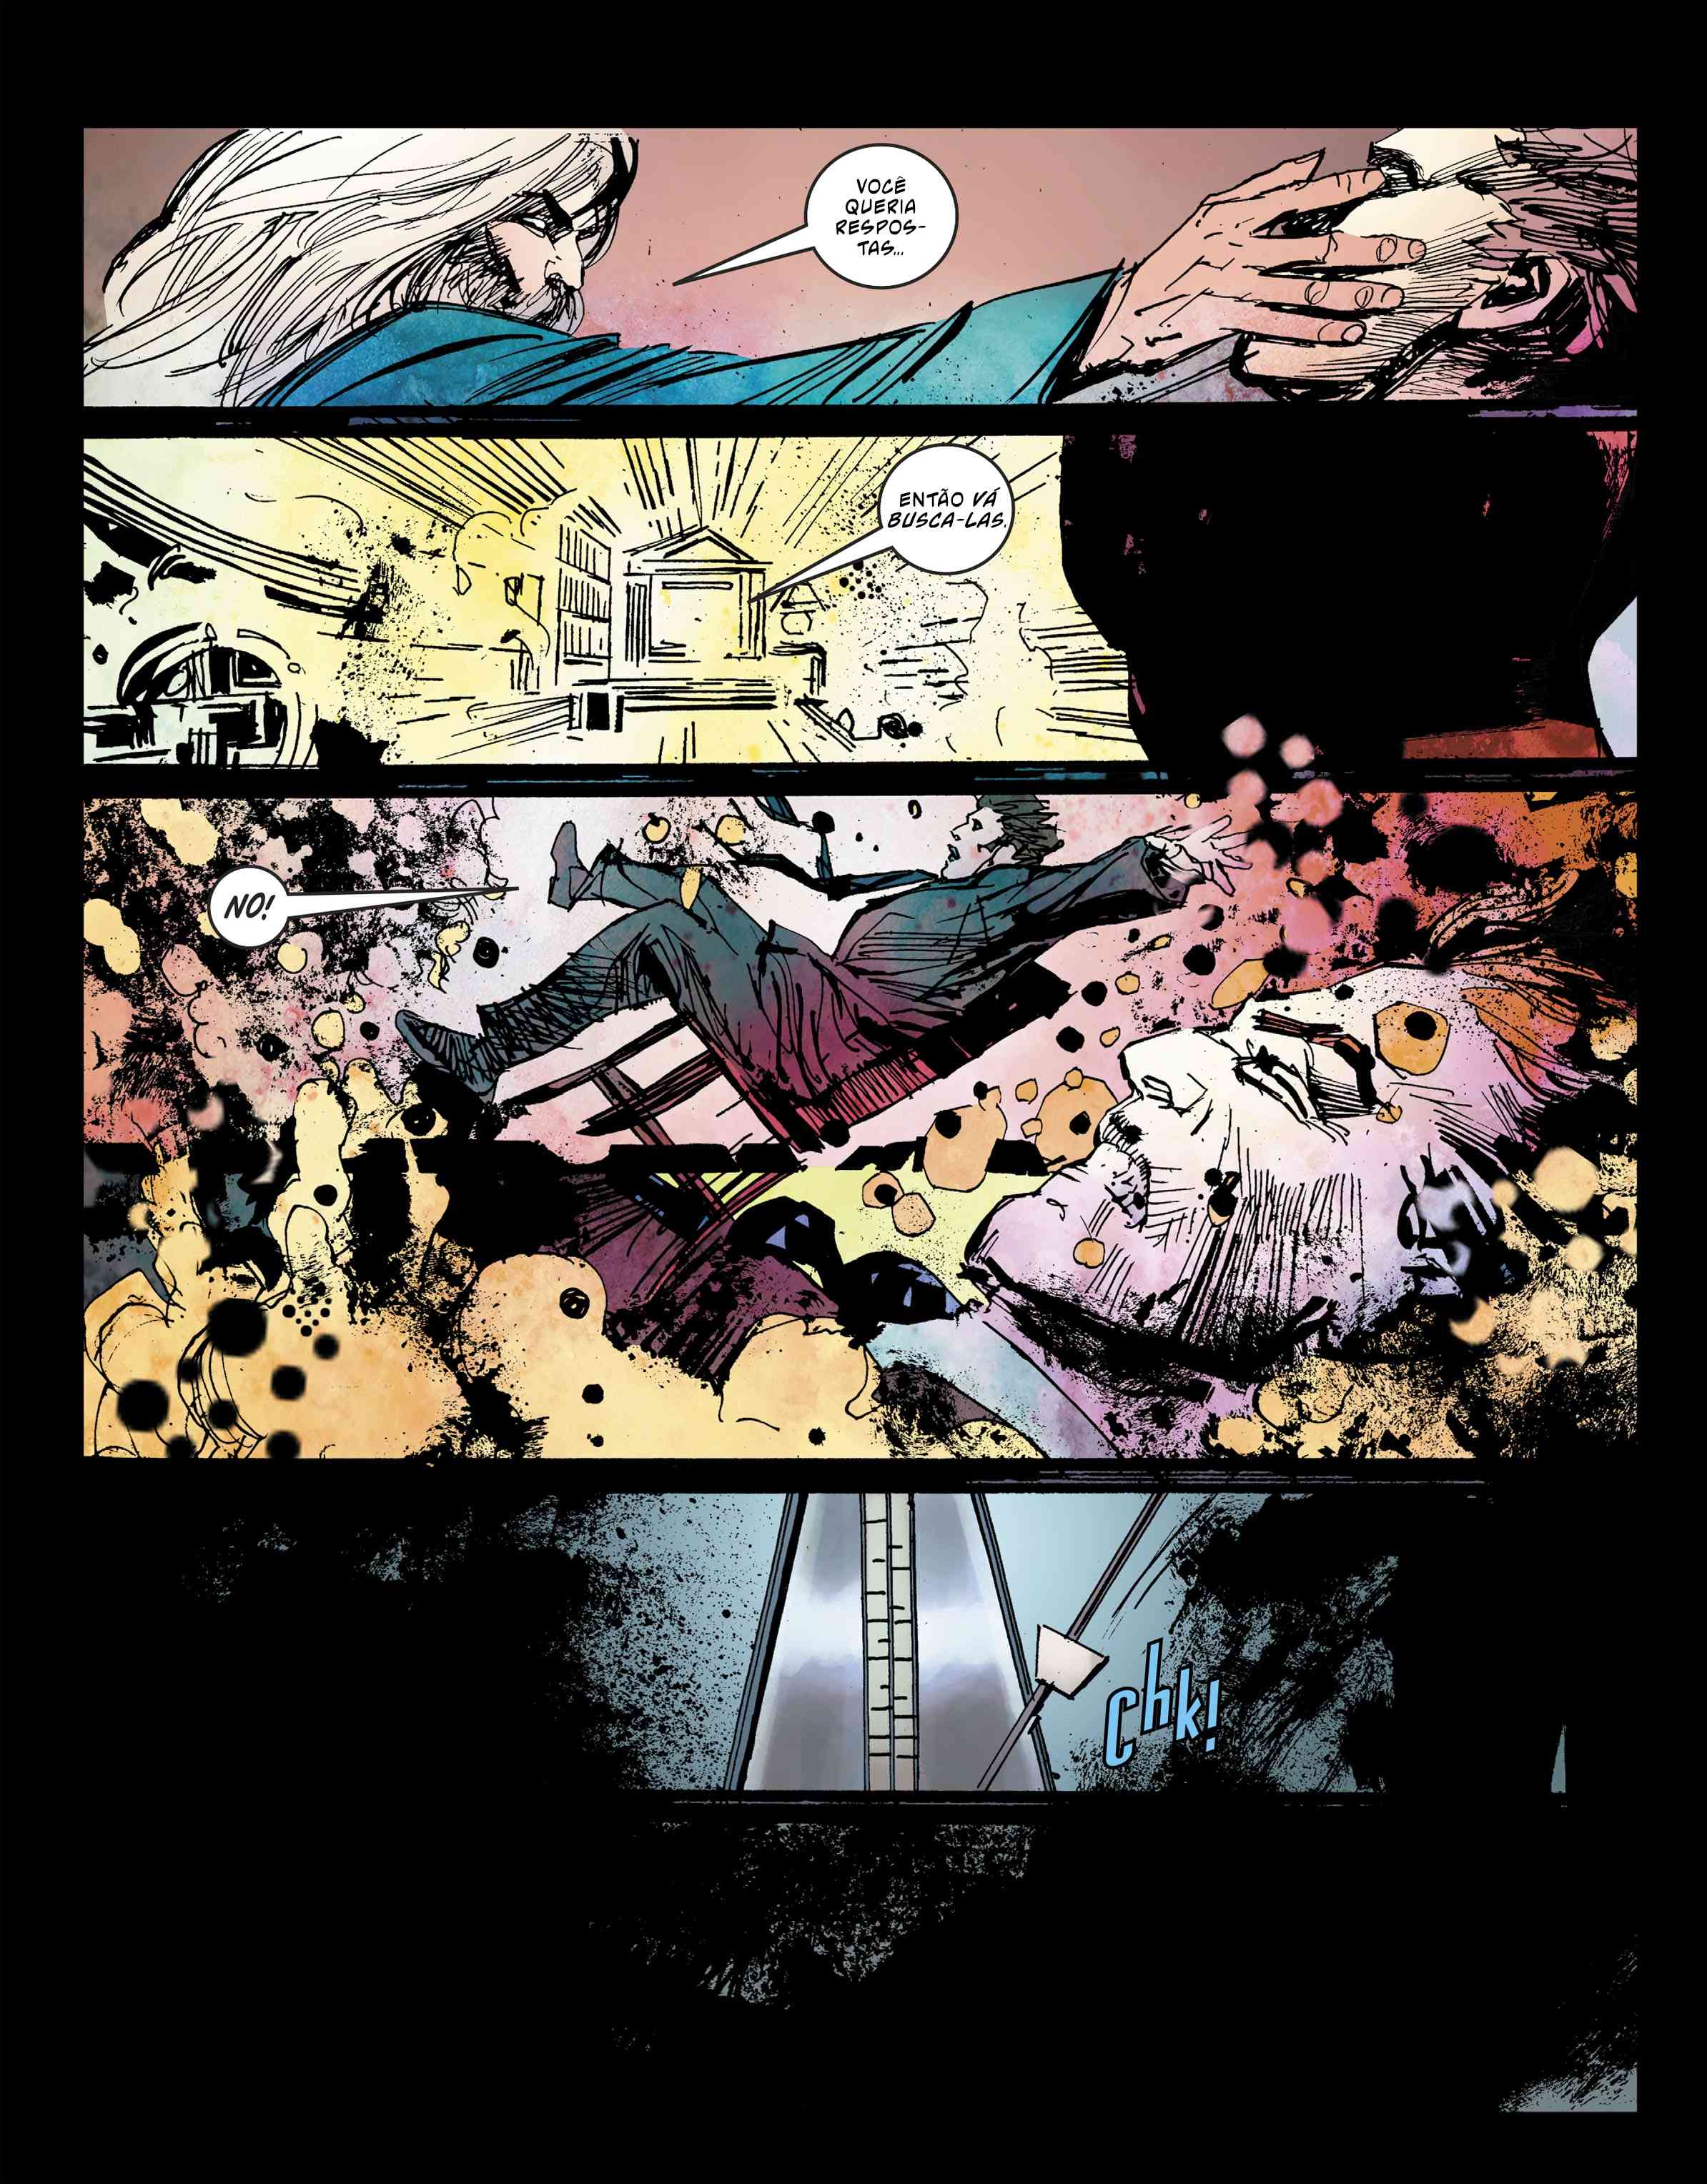 VOCÊ
QUERIA
RESPOS-
TAS...
ENTÃO VÁ
BUSCA-LAS.
NO!
Chk!